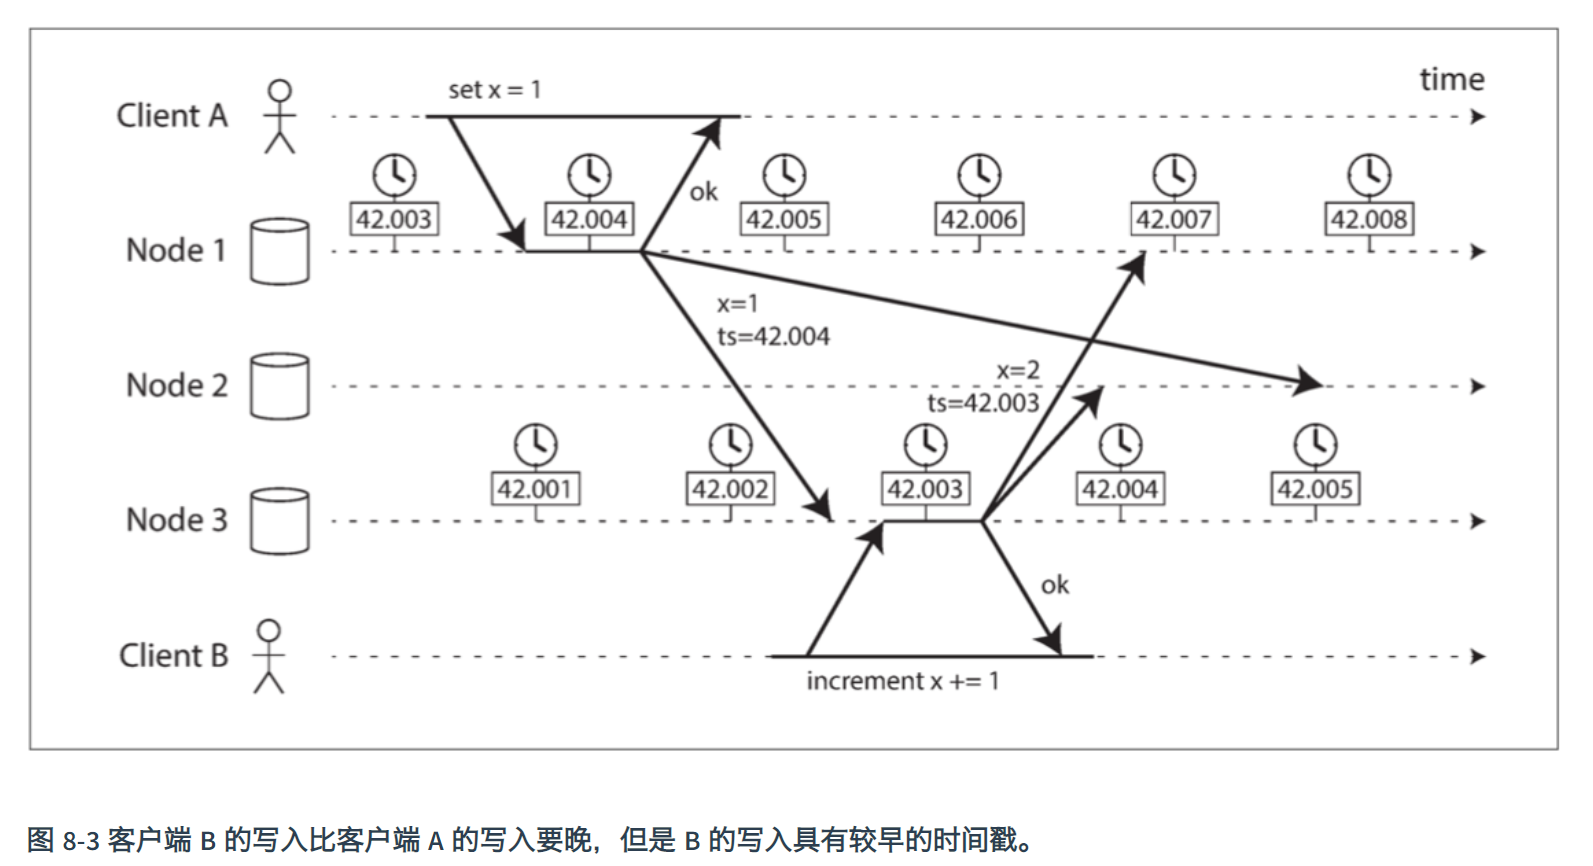 time
set x = 1
Client A
ok
42.003 42.004 42.005 42.006 42.007 42.008
Node 1
x=1
ts=42.004
x=2
Node 2
ts=42.003
42.001 42.002 42.003 42.004 42.005
Node 3
ok
Client B
increment x += 1
图 8-3 客户端 B 的写入比客户端 A 的写入要晚，但是 B 的写入具有较早的时间戳。